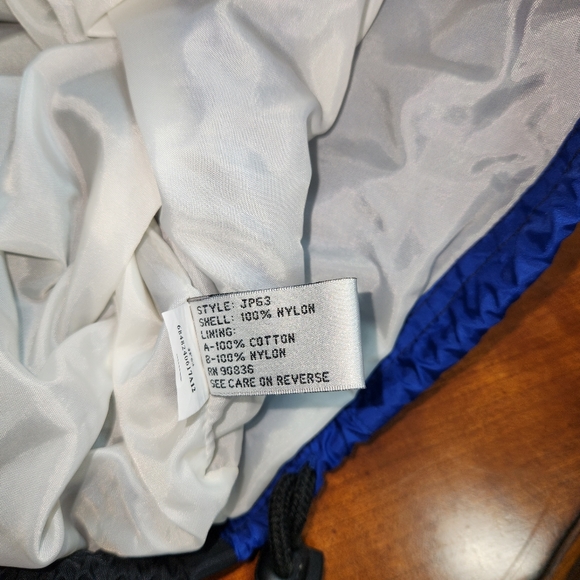 STYLE: JP63
SHELL: 100% NYLON
LINING:
A-100% COTTON
B-100% NYLON
RN 90836
SEE CARE ON REVERSE